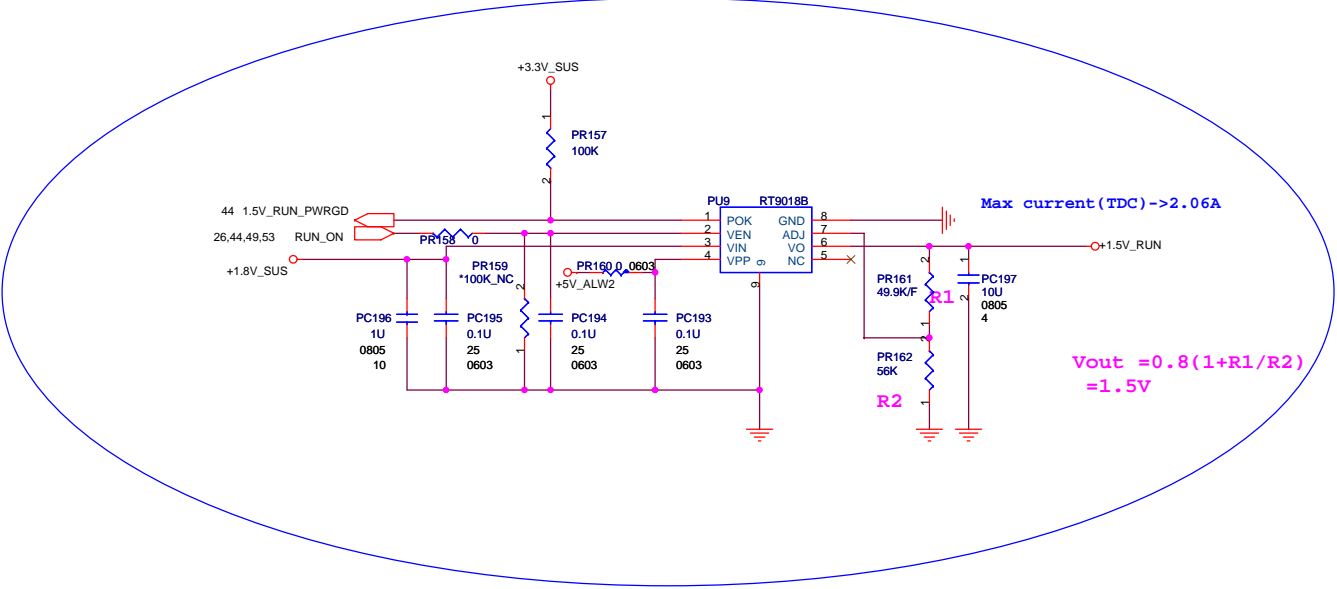 +3.3V_SUS
1
PR157
100K
2
PU9 RT9018B
44 1.5V_RUN_PWRGD
1 POK GND 8
Max current(TDC)->2.06A
26,44,49,53 RUN_ON
PR158 0
2 VEN ADJ 7
3 VIN VO 6
+1.5V_RUN
4 VPP 9 NC 5
+1.8V_SUS
PR159
*100K_NC
2
1
PR160 0 0603
+5V_ALW2
9
PR161
49.9K/F
R1
2
1
1
2
PC197
10U
0805
4
PC196
1U
0805
10
PC195
0.1U
25
0603
PC194
0.1U
25
0603
PC193
0.1U
25
0603
2
PR162
56K
1
R2
Vout =0.8(1+R1/R2)
=1.5V